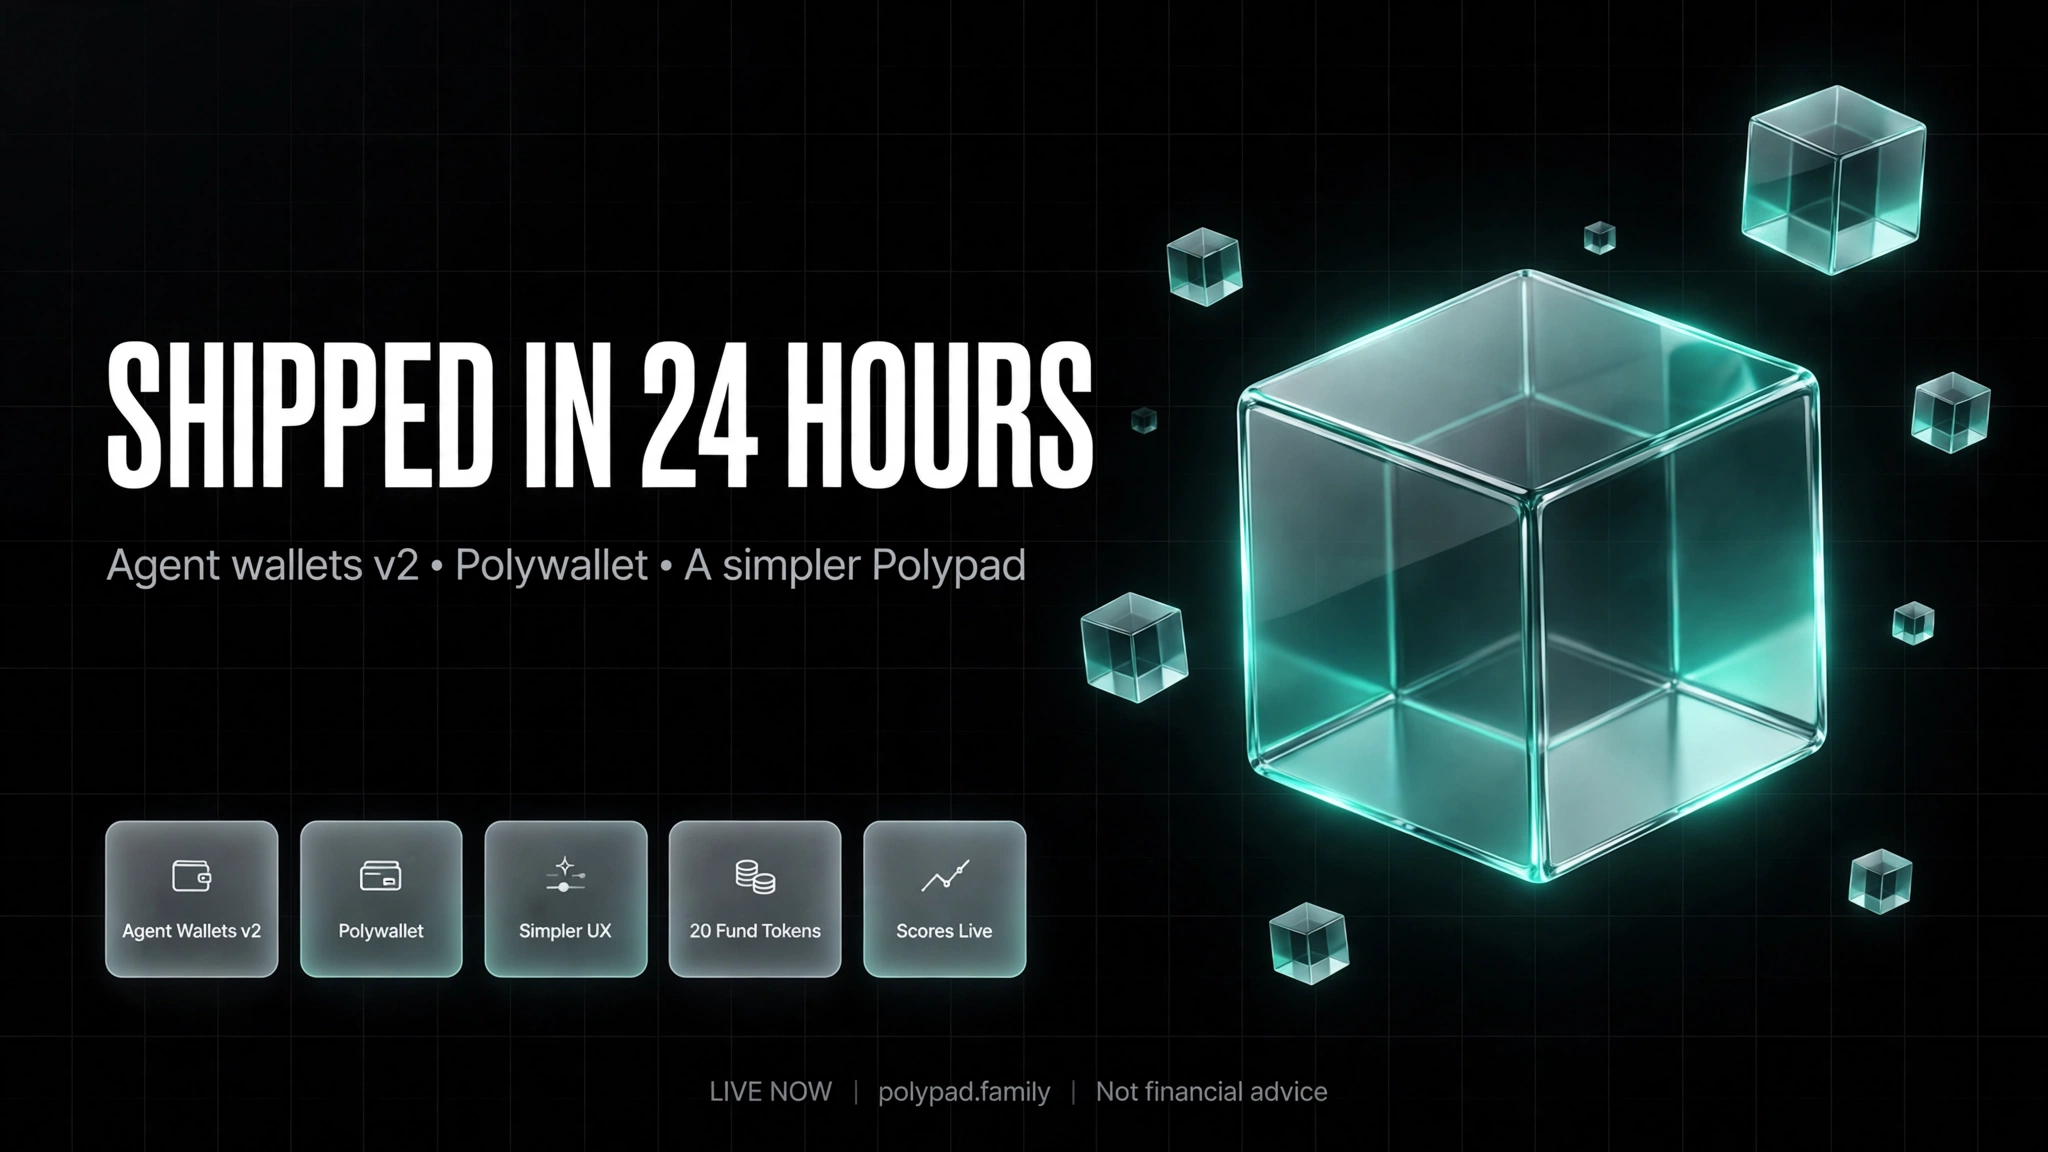 SHIPPED IN 24 HOURS
Agent wallets v2 • Polywallet • A simpler Polypad
Agent Wallets v2
Polywallet
Simpler UX
20 Fund Tokens
Scores Live
LIVE NOW | polypad.family | Not financial advice